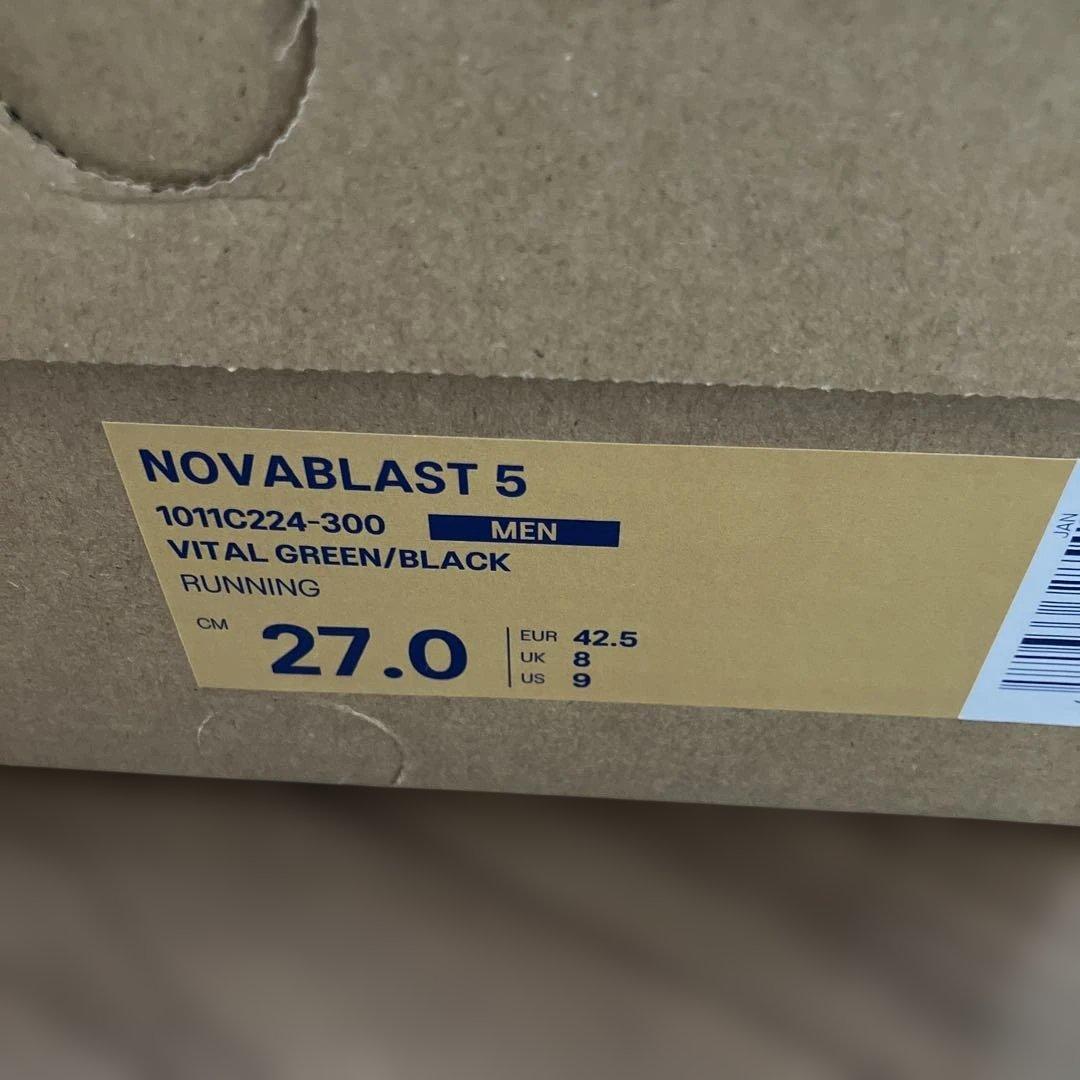 NOVABLAST 5
1011C224-300 MEN
VITAL GREEN/BLACK
RUNNING
CM 27.0
EUR 42.5
UK 8
US 9
JAN